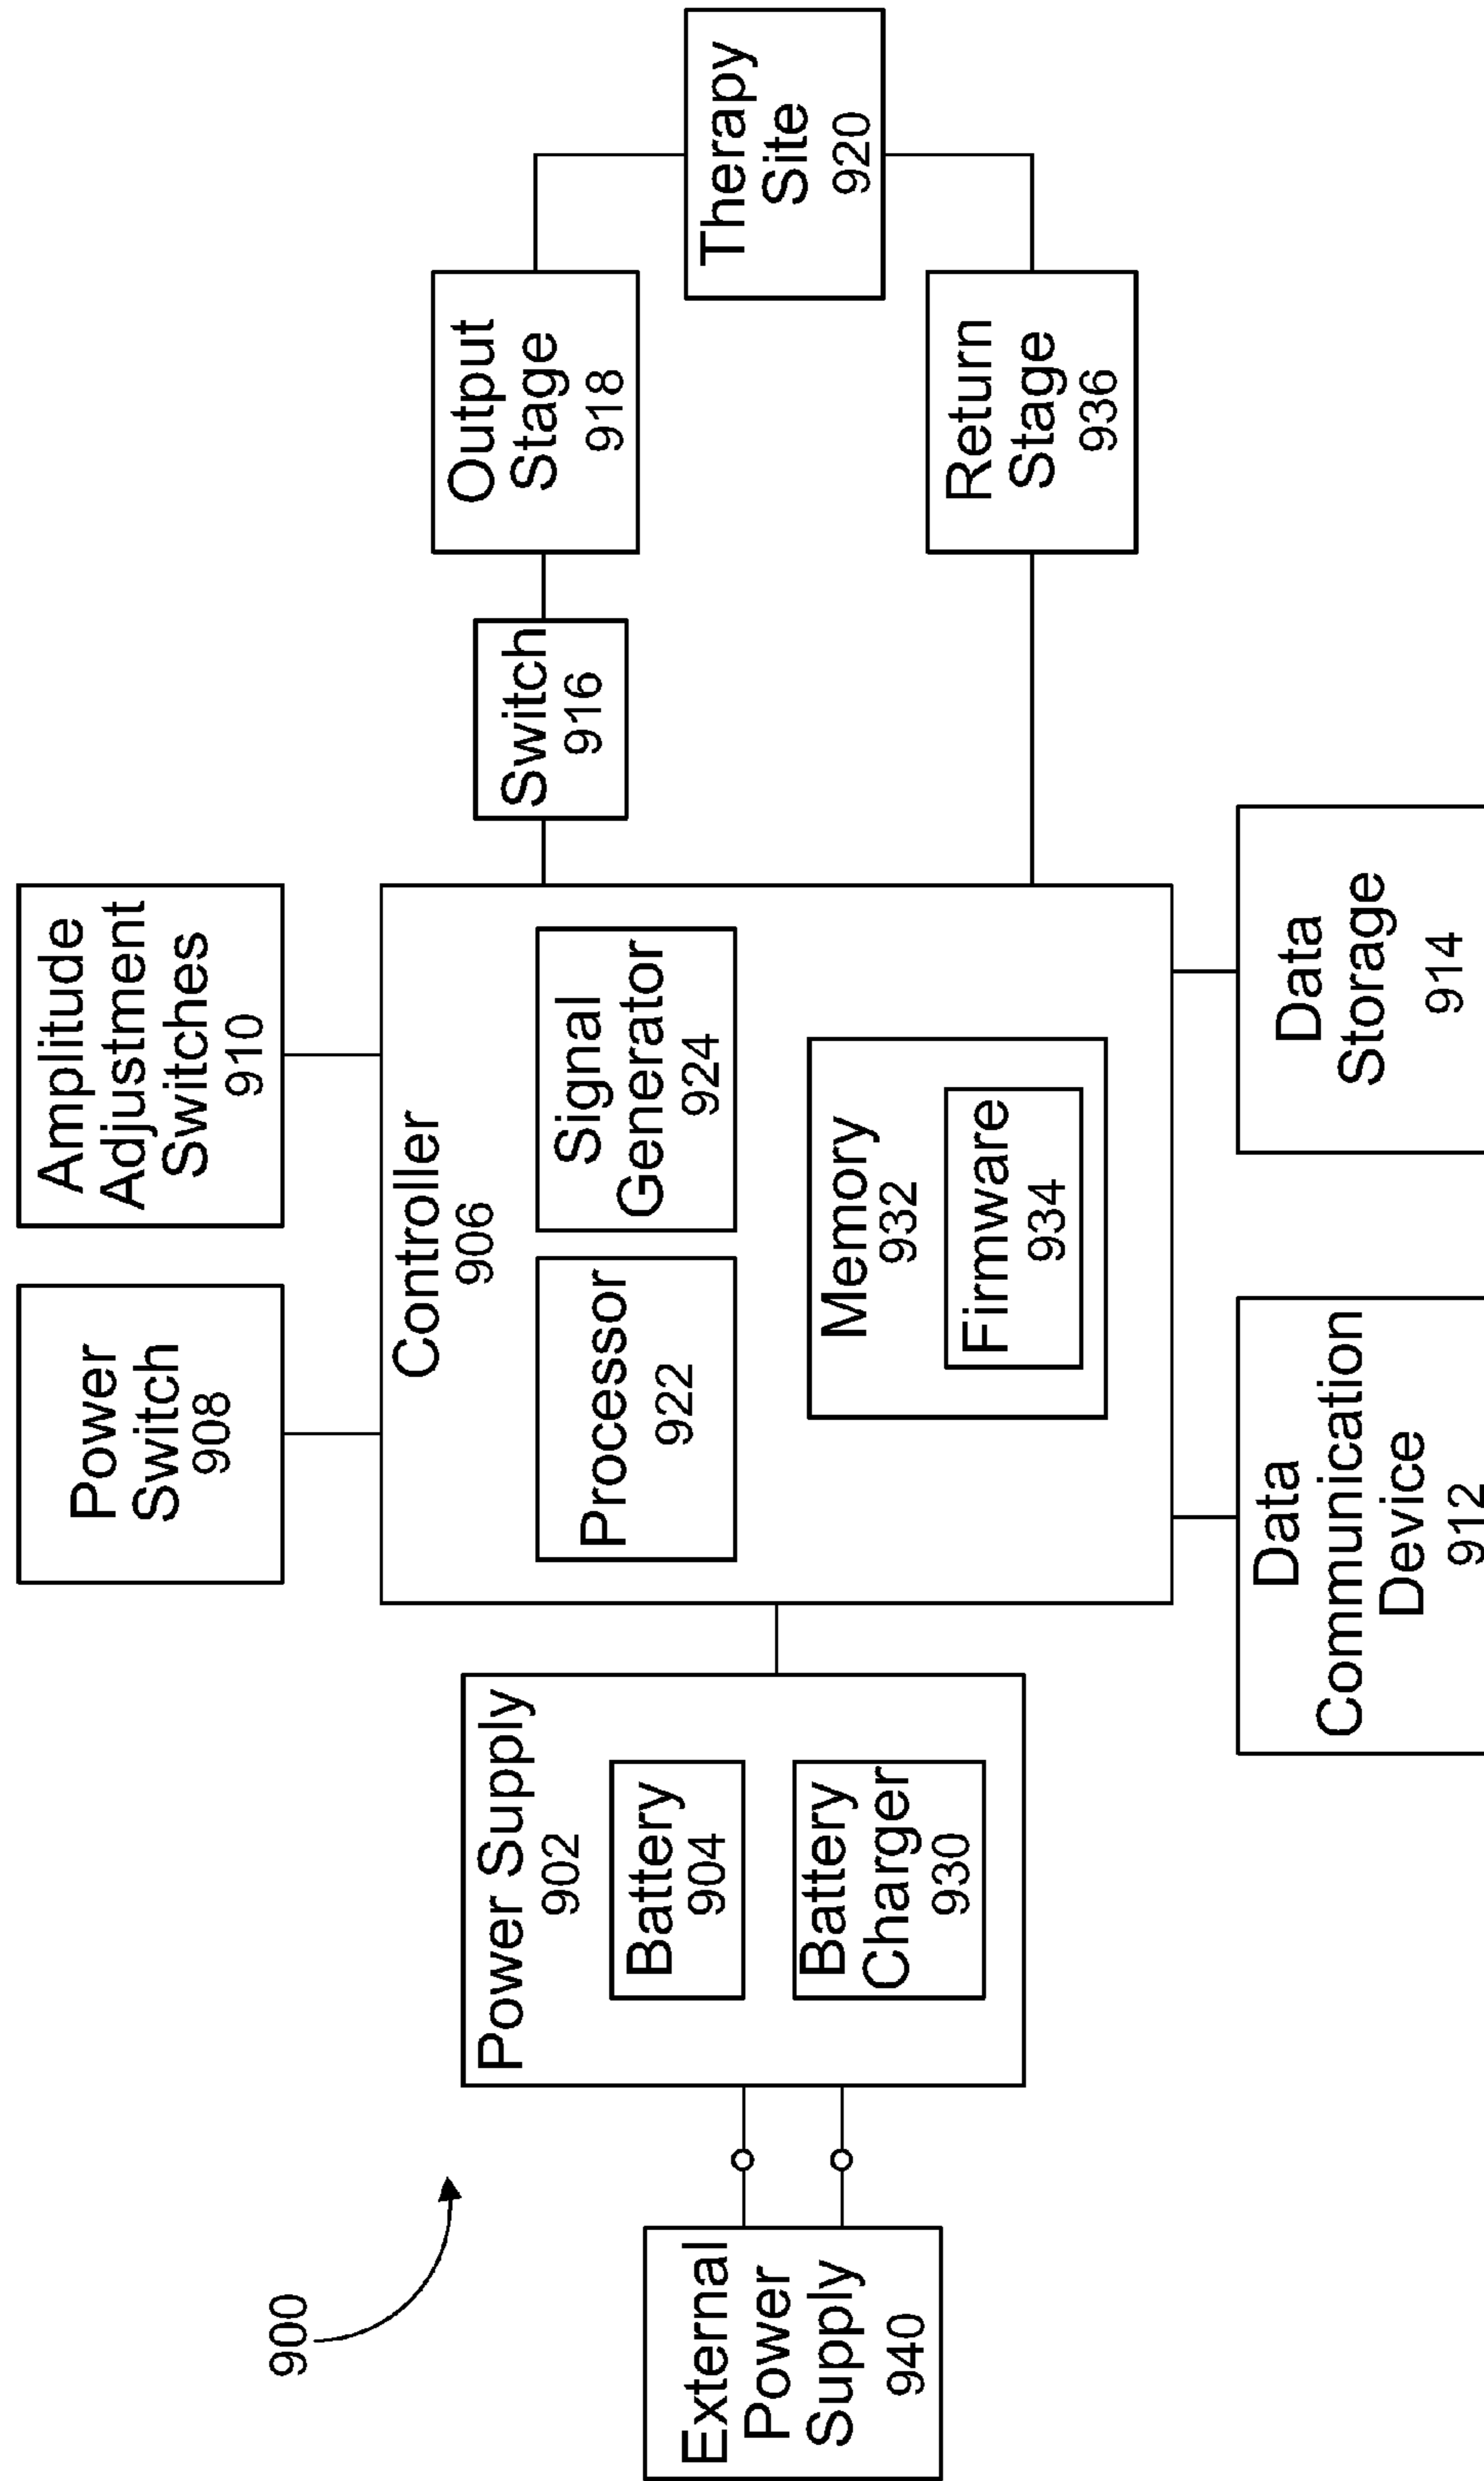 900
External
Power
Supply
940
Power Supply
902
Battery
904
Battery
Charger
930
Power
Switch
908
Amplitude
Adjustment
Switches
910
Controller
906
Processor
922
Signal
Generator
924
Memory
932
Firmware
934
Data
Communication
Device
912
Data
Storage
914
Switch
916
Output
Stage
918
Therapy
Site
920
Return
Stage
936